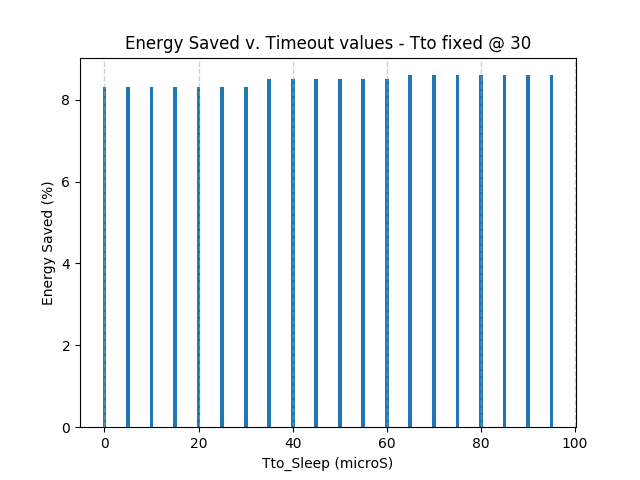 Energy Saved v. Timeout values - Tto fixed @ 30
Energy Saved (%)
8
6
4
2
0
0 20 40 60 80 100
Tto_Sleep (microS)